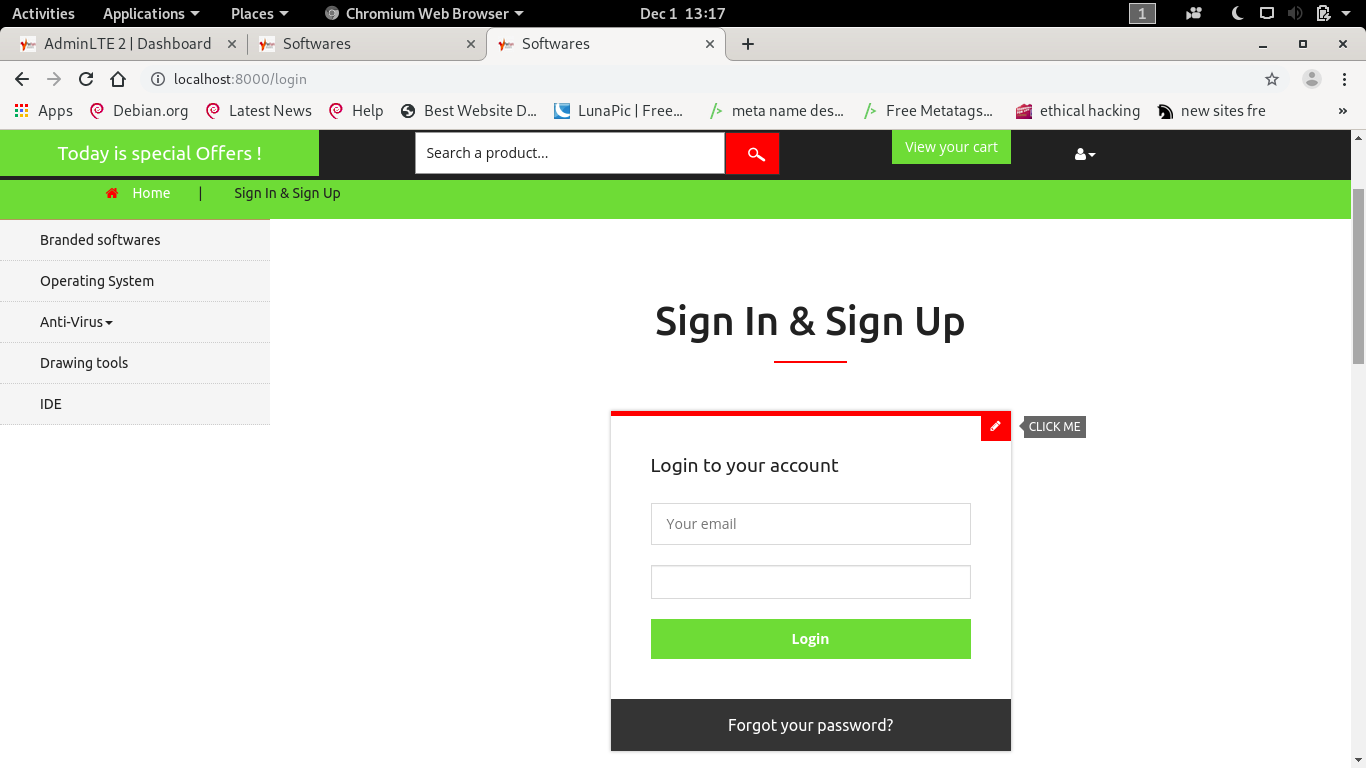 Activities Applications Places Chromium Web Browser Dec 1 13:17 1
AdminLTE 2 | Dashboard Softwares Softwares
localhost:8000/login
Apps Debian.org Latest News Help Best Website D... LunaPic | Free... meta name des... Free Metatags... ethical hacking new sites fre »
Today is special Offers ! Search a product... View your cart
Home | Sign In & Sign Up
Branded softwares
Operating System
Anti-Virus
Drawing tools
IDE
Sign In & Sign Up
CLICK ME
Login to your account
Your email
Login
Forgot your password?